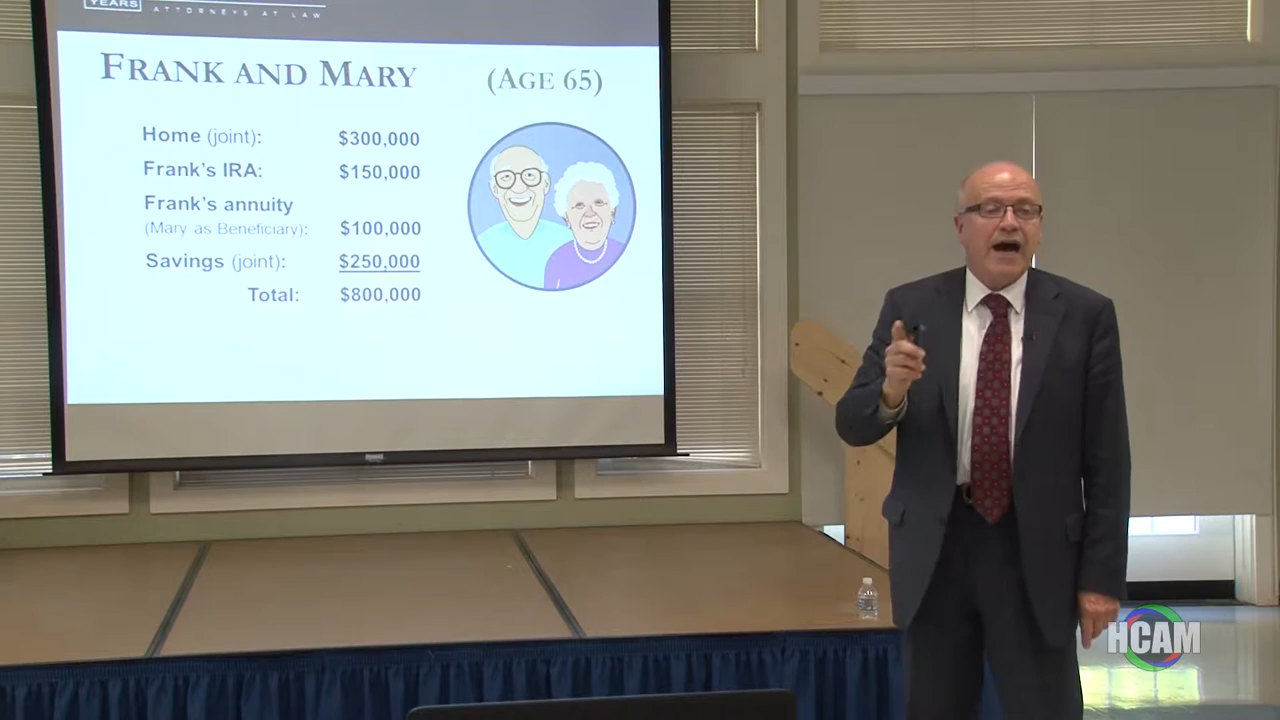 YEARS
ATTORNEYS AT LAW
FRANK AND MARY (AGE 65)
Home (joint): $300,000
Frank's IRA: $150,000
Frank's annuity
(Mary as Beneficiary): $100,000
Savings (joint): $250,000
Total: $800,000
HCAM